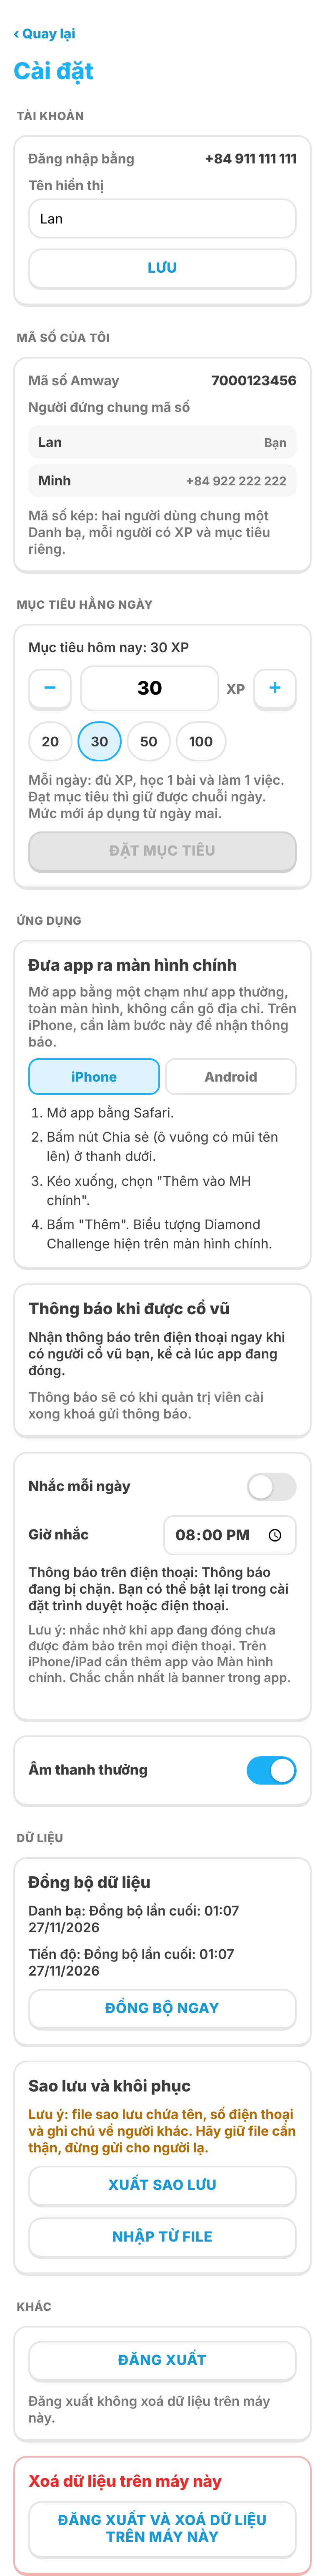 ‹ Quay lại
Cài đặt
TÀI KHOẢN
Đăng nhập bằng +84 911 111 111
Tên hiển thị
Lan
LƯU
MÃ SỐ CỦA TÔI
Mã số Amway 7000123456
Người đứng chung mã số
Lan Bạn
Minh +84 922 222 222
Mã số kép: hai người dùng chung một
Danh bạ, mỗi người có XP và mục tiêu
riêng.
MỤC TIÊU HẰNG NGÀY
Mục tiêu hôm nay: 30 XP
− 30 XP +
20 30 50 100
Mỗi ngày: đủ XP, học 1 bài và làm 1 việc.
Đạt mục tiêu thì giữ được chuỗi ngày.
Mức mới áp dụng từ ngày mai.
ĐẶT MỤC TIÊU
ỨNG DỤNG
Đưa app ra màn hình chính
Mở app bằng một chạm như app thường,
toàn màn hình, không cần gõ địa chỉ. Trên
iPhone, cần làm bước này để nhận thông
báo.
iPhone Android
1. Mở app bằng Safari.
2. Bấm nút Chia sẻ (ô vuông có mũi tên
lên) ở thanh dưới.
3. Kéo xuống, chọn "Thêm vào MH
chính".
4. Bấm "Thêm". Biểu tượng Diamond
Challenge hiện trên màn hình chính.
Thông báo khi được cổ vũ
Nhận thông báo trên điện thoại ngay khi
có người cổ vũ bạn, kể cả lúc app đang
đóng.
Thông báo sẽ có khi quản trị viên cài
xong khoá gửi thông báo.
Nhắc mỗi ngày
Giờ nhắc 08:00 PM
Thông báo trên điện thoại: Thông báo
đang bị chặn. Bạn có thể bật lại trong cài
đặt trình duyệt hoặc điện thoại.
Lưu ý: nhắc nhở khi app đang đóng chưa
được đảm bảo trên mọi điện thoại. Trên
iPhone/iPad cần thêm app vào Màn hình
chính. Chắc chắn nhất là banner trong app.
Âm thanh thưởng
DỮ LIỆU
Đồng bộ dữ liệu
Danh bạ: Đồng bộ lần cuối: 01:07
27/11/2026
Tiến độ: Đồng bộ lần cuối: 01:07
27/11/2026
ĐỒNG BỘ NGAY
Sao lưu và khôi phục
Lưu ý: file sao lưu chứa tên, số điện thoại
và ghi chú về người khác. Hãy giữ file cẩn
thận, đừng gửi cho người lạ.
XUẤT SAO LƯU
NHẬP TỪ FILE
KHÁC
ĐĂNG XUẤT
Đăng xuất không xoá dữ liệu trên máy
này.
Xoá dữ liệu trên máy này
ĐĂNG XUẤT VÀ XOÁ DỮ LIỆU
TRÊN MÁY NÀY